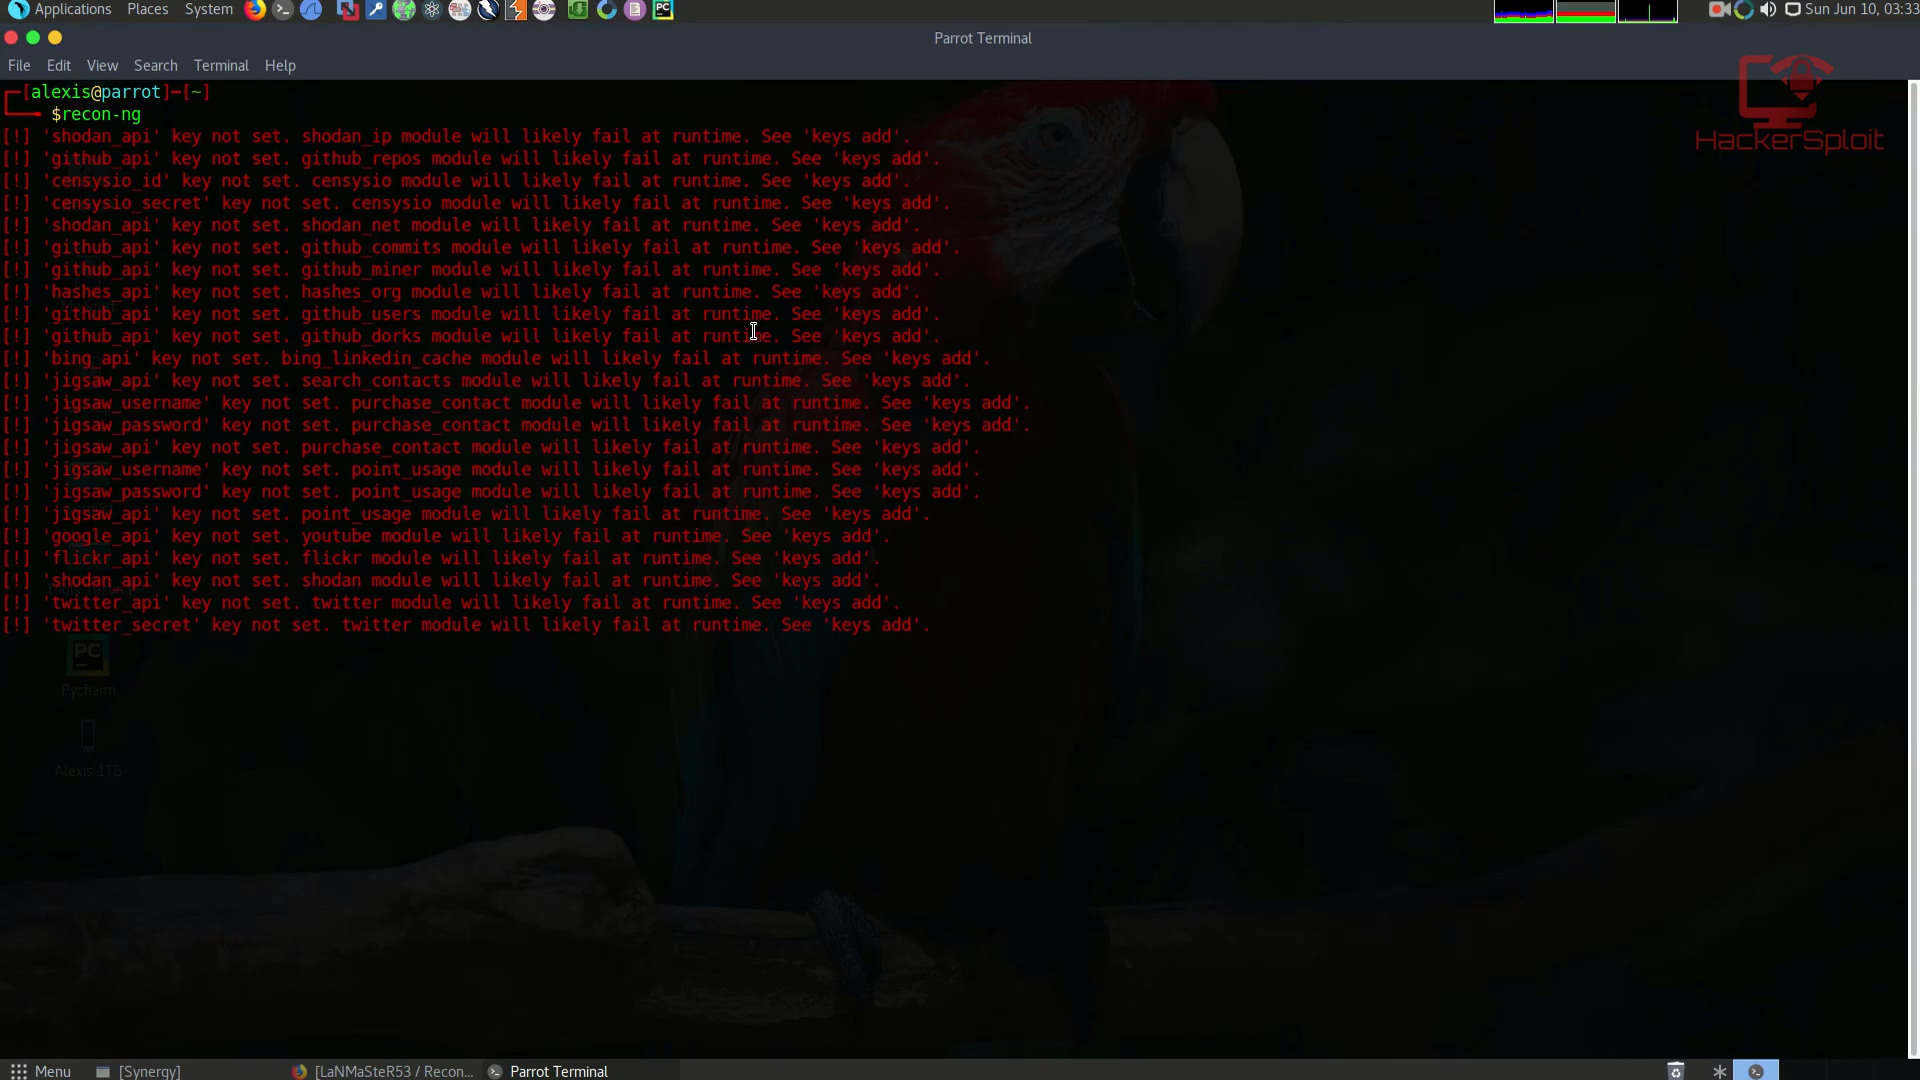 Applications Places System Sun Jun 10, 03:33
Parrot Terminal
File Edit View Search Terminal Help
[alexis@parrot]-[~]
$recon-ng
[!] 'shodan_api' key not set. shodan_ip module will likely fail at runtime. See 'keys add'.
[!] 'github_api' key not set. github_repos module will likely fail at runtime. See 'keys add'.
[!] 'censysio_id' key not set. censysio module will likely fail at runtime. See 'keys add'.
[!] 'censysio_secret' key not set. censysio module will likely fail at runtime. See 'keys add'.
[!] 'shodan_api' key not set. shodan_net module will likely fail at runtime. See 'keys add'.
[!] 'github_api' key not set. github_commits module will likely fail at runtime. See 'keys add'.
[!] 'github_api' key not set. github_miner module will likely fail at runtime. See 'keys add'.
[!] 'hashes_api' key not set. hashes_org module will likely fail at runtime. See 'keys add'.
[!] 'github_api' key not set. github_users module will likely fail at runtime. See 'keys add'.
[!] 'github_api' key not set. github_dorks module will likely fail at runtime. See 'keys add'.
[!] 'bing_api' key not set. bing_linkedin_cache module will likely fail at runtime. See 'keys add'.
[!] 'jigsaw_api' key not set. search_contacts module will likely fail at runtime. See 'keys add'.
[!] 'jigsaw_username' key not set. purchase_contact module will likely fail at runtime. See 'keys add'.
[!] 'jigsaw_password' key not set. purchase_contact module will likely fail at runtime. See 'keys add'.
[!] 'jigsaw_api' key not set. purchase_contact module will likely fail at runtime. See 'keys add'.
[!] 'jigsaw_username' key not set. point_usage module will likely fail at runtime. See 'keys add'.
[!] 'jigsaw_password' key not set. point_usage module will likely fail at runtime. See 'keys add'.
[!] 'jigsaw_api' key not set. point_usage module will likely fail at runtime. See 'keys add'.
[!] 'google_api' key not set. youtube module will likely fail at runtime. See 'keys add'.
[!] 'flickr_api' key not set. flickr module will likely fail at runtime. See 'keys add'.
[!] 'shodan_api' key not set. shodan module will likely fail at runtime. See 'keys add'.
[!] 'twitter_api' key not set. twitter module will likely fail at runtime. See 'keys add'.
[!] 'twitter_secret' key not set. twitter module will likely fail at runtime. See 'keys add'.
HackerSploit
PC
Pycharm
Alexis 1TB
Menu [Synergy] [LaNMaSteR53 / Recon... Parrot Terminal